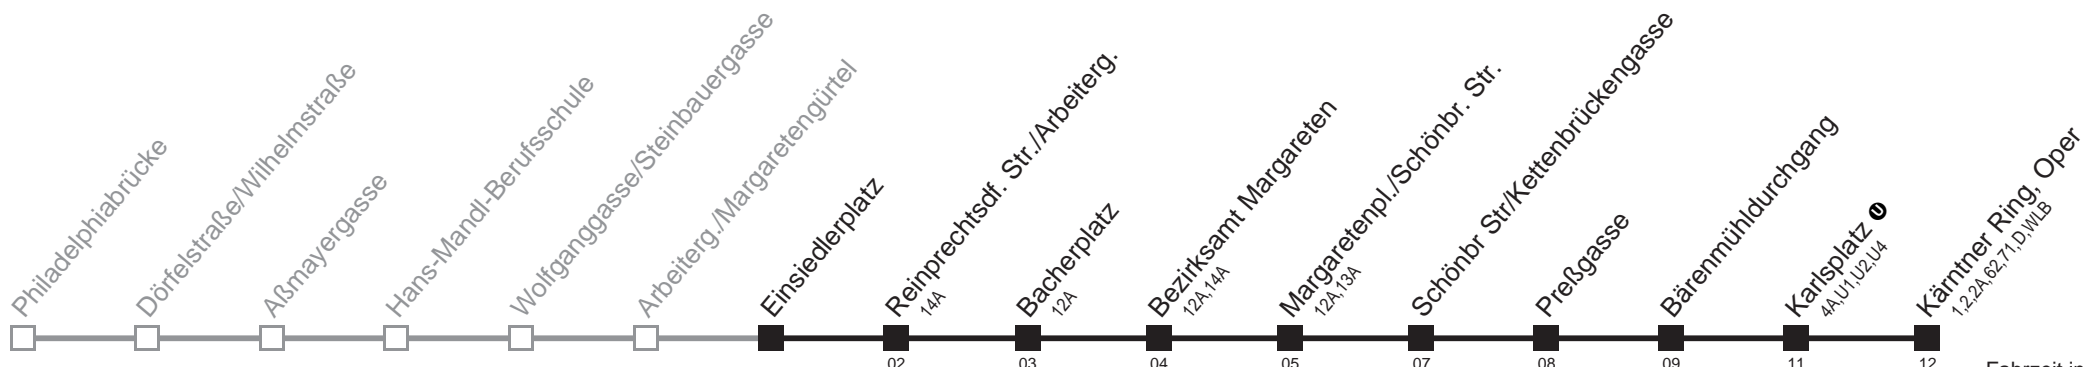 Philadelphiabrücke
Dörfelstraße/Wilhelmstraße
Aßmayergasse
Hans-Mandl-Berufsschule
Wolfganggasse/Steinbauergasse
Arbeiterg./Margaretengürtel
Einsiedlerplatz
Reinprechtsdf. Str./Arbeiterg.
14A
Bacherplatz
12A
Bezirksamt Margareten
12A,14A
Margaretenpl./Schönbr. Str.
12A,13A
Schönbr Str/Kettenbrückengasse
Preßgasse
Bärenmühldurchgang
Karlsplatz U
4A,U1,U2,U4
Kärntner Ring, Oper
1,2,2A,62,71,D,WLB
02 03 04 05 07 08 09 11 12
Fahrzeit in